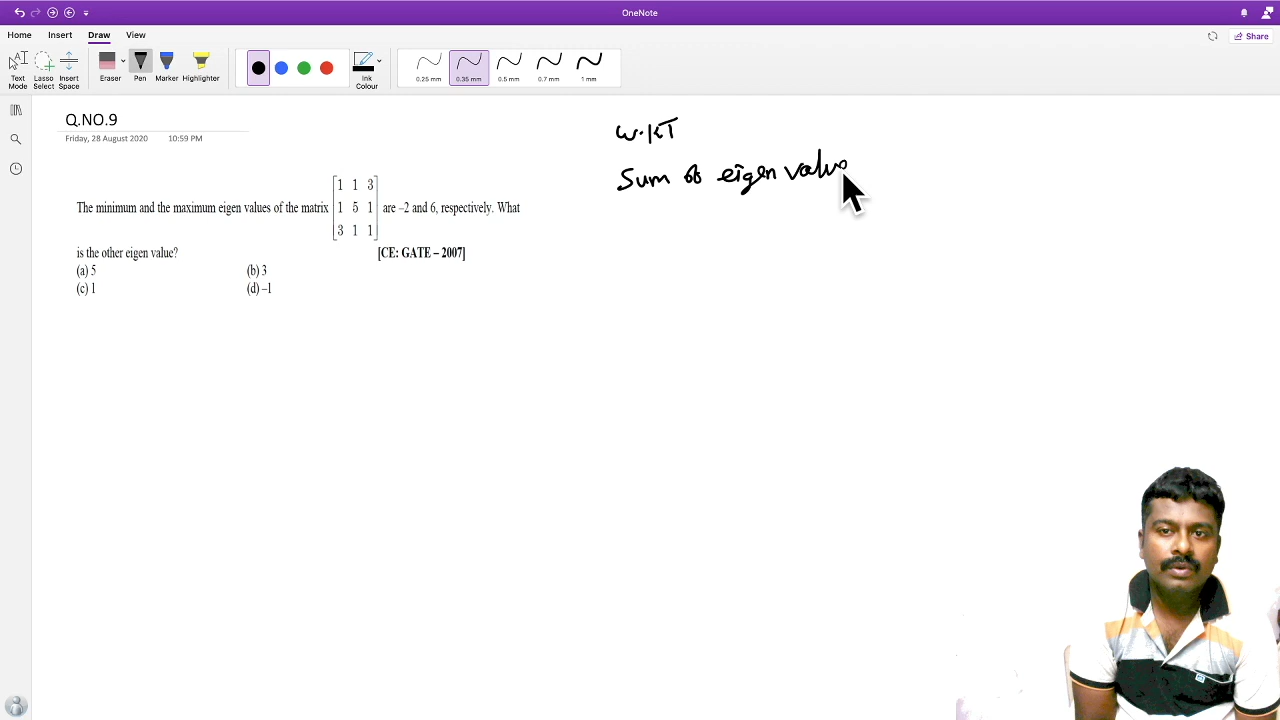 OneNote
Home Insert Draw View
Share
Text Mode
Lasso Select
Insert Space
Eraser
Pen
Marker
Highlighter
Ink Colour
0.25 mm
0.35 mm
0.5 mm
0.7 mm
1 mm
Q.NO.9
Friday, 28 August 2020 10:59 PM
W.KT
Sum of eigen value
1 1 3
The minimum and the maximum eigen values of the matrix 1 5 1 are –2 and 6, respectively. What
3 1 1
is the other eigen value? [CE: GATE – 2007]
(a) 5 (b) 3
(c) 1 (d) –1